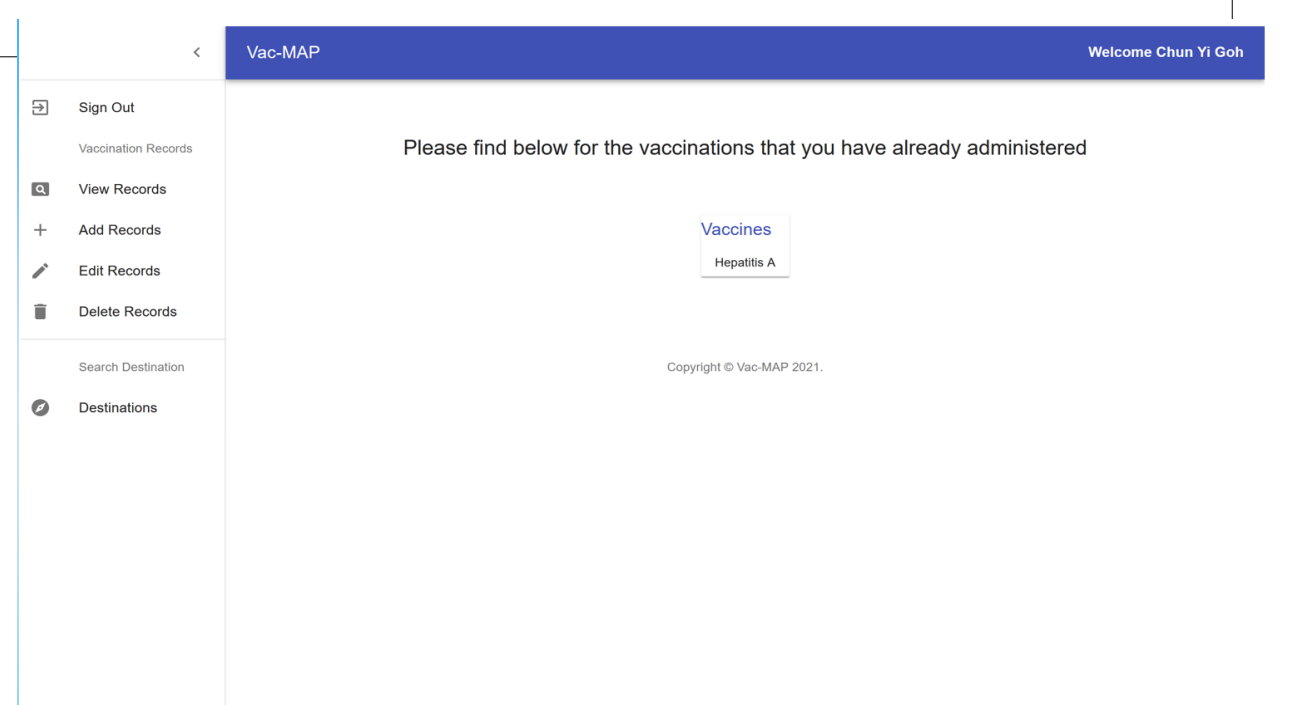 Vac-MAP
Welcome Chun Yi Goh
Sign Out
Vaccination Records
View Records
Add Records
Edit Records
Delete Records
Search Destination
Destinations
Please find below for the vaccinations that you have already administered
Vaccines
Hepatitis A
Copyright © Vac-MAP 2021.